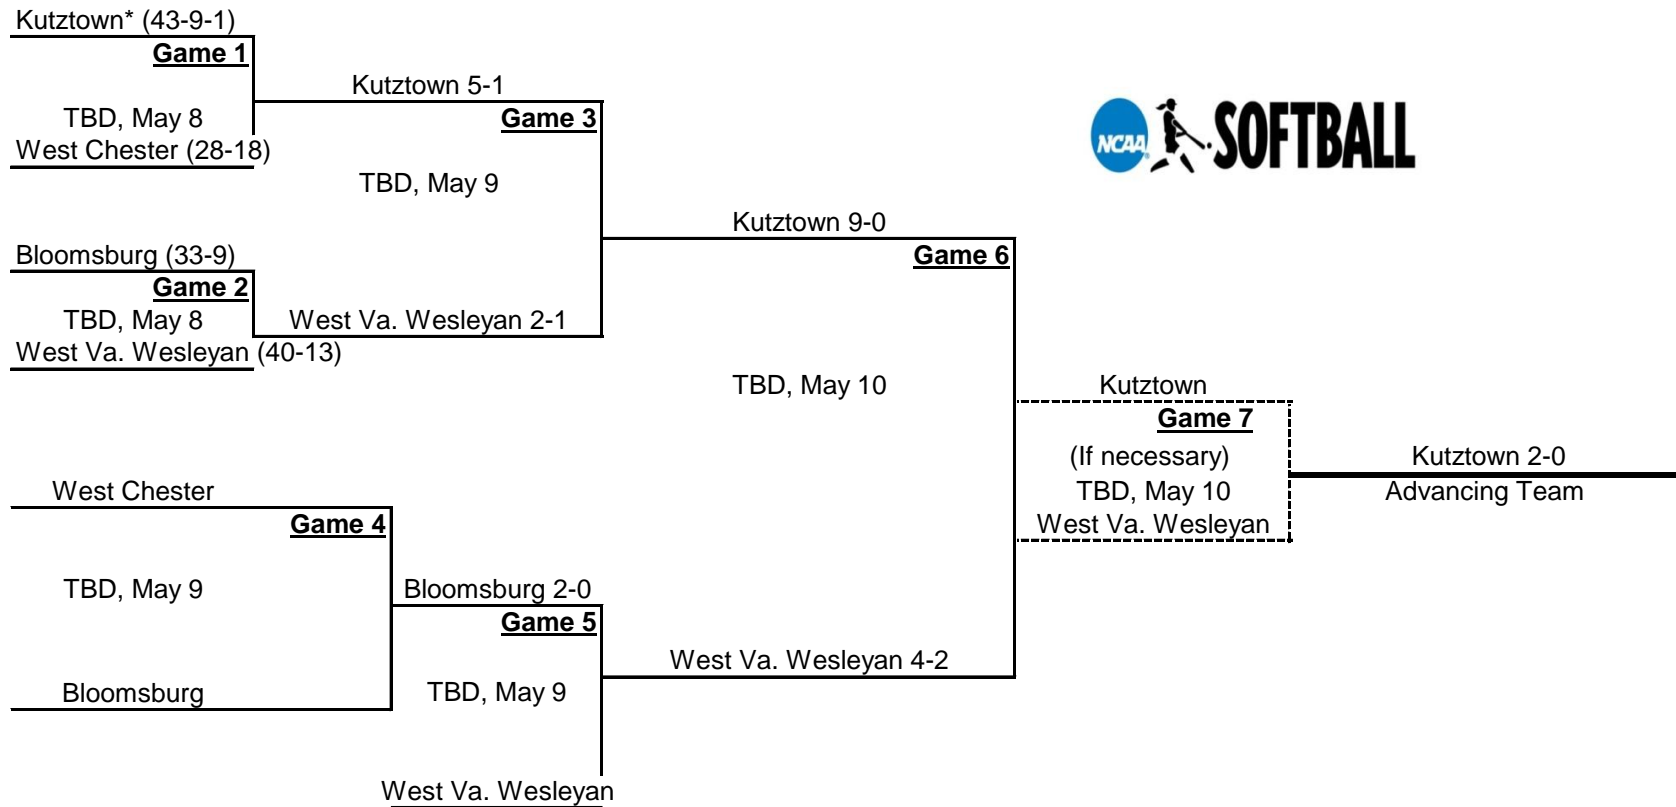 Kutztown* (43-9-1)
Game 1
TBD, May 8
West Chester (28-18)
Kutztown 5-1
Game 3
TBD, May 9
Bloomsburg (33-9)
Game 2
TBD, May 8
West Va. Wesleyan (40-13)
West Va. Wesleyan 2-1
NCAA SOFTBALL
Kutztown 9-0
Game 6
TBD, May 10
West Chester
Game 4
TBD, May 9
Bloomsburg
Bloomsburg 2-0
Game 5
TBD, May 9
West Va. Wesleyan
West Va. Wesleyan 4-2
Kutztown
Game 7
(If necessary)
TBD, May 10
West Va. Wesleyan
Kutztown 2-0
Advancing Team